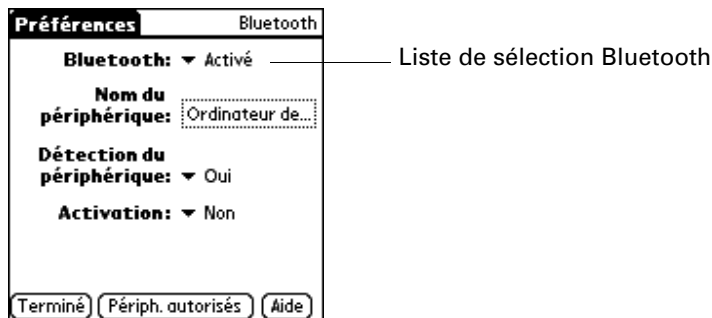 Préférences Bluetooth
Bluetooth: Activé
Liste de sélection Bluetooth
Nom du
périphérique: Ordinateur de...
Détection du
périphérique: Oui
Activation: Non
Terminé Périph. autorisés Aide